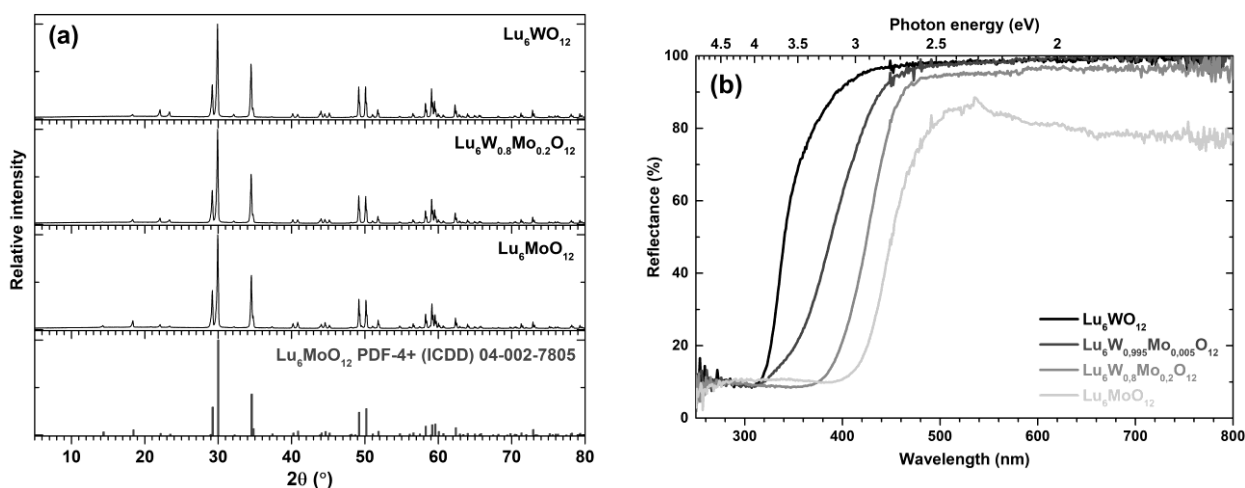 (a)
Lu₆WO₁₂
Lu₆W₀.₈Mo₀.₂O₁₂
Lu₆MoO₁₂
Lu₆MoO₁₂ PDF-4+ (ICDD) 04-002-7805
Relative intensity
10 20 30 40 50 60 70 80
2θ (°)
Photon energy (eV)
4.5 4 3.5 3 2.5 2
(b)
100
80
60
40
20
0
Reflectance (%)
Lu₆WO₁₂
Lu₆W₀,₉₉₅Mo₀,₀₀₅O₁₂
Lu₆W₀,₈Mo₀,₂O₁₂
Lu₆MoO₁₂
300 400 500 600 700 800
Wavelength (nm)